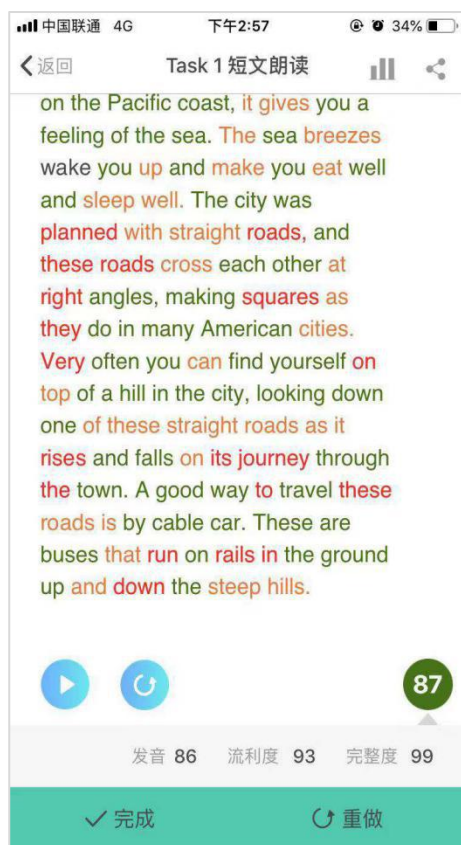 中国联通 4G 下午2:57 34%
返回 Task 1 短文朗读
on the Pacific coast, it gives you a
feeling of the sea. The sea breezes
wake you up and make you eat well
and sleep well. The city was
planned with straight roads, and
these roads cross each other at
right angles, making squares as
they do in many American cities.
Very often you can find yourself on
top of a hill in the city, looking down
one of these straight roads as it
rises and falls on its journey through
the town. A good way to travel these
roads is by cable car. These are
buses that run on rails in the ground
up and down the steep hills.
87
发音 86 流利度 93 完整度 99
完成 重做